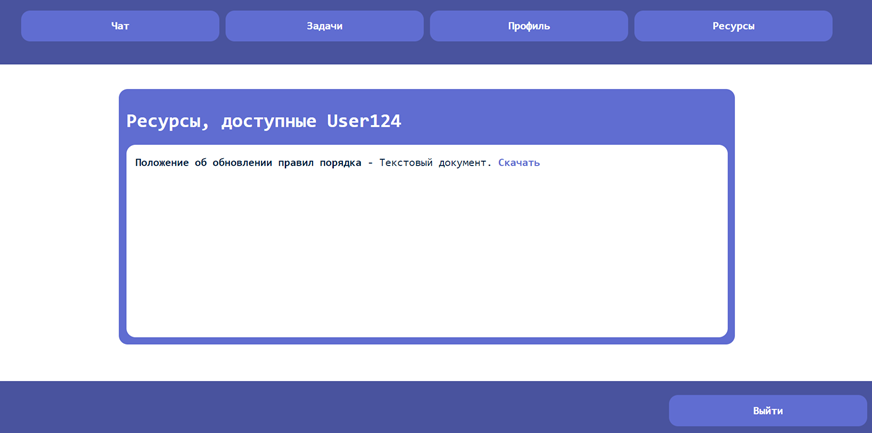 Чат
Задачи
Профиль
Ресурсы
Ресурсы, доступные User124
Положение об обновлении правил порядка - Текстовый документ. Скачать
Выйти